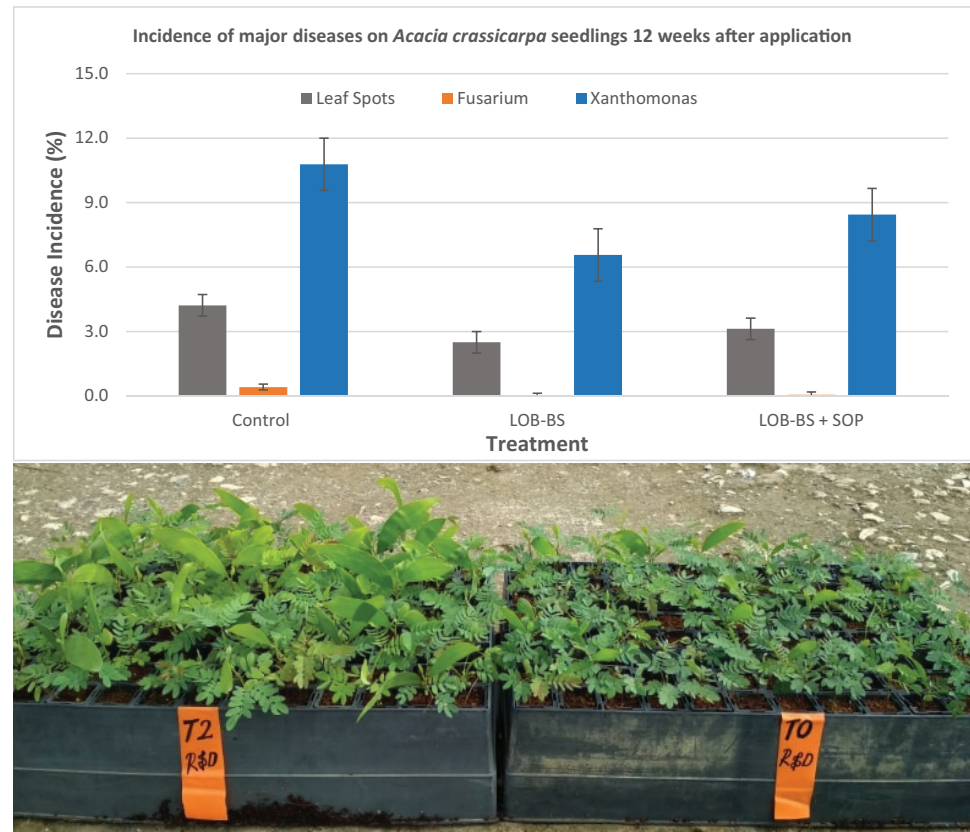 Incidence of major diseases on Acacia crassicarpa seedlings 12 weeks after application
15.0
Leaf Spots Fusarium Xanthomonas
12.0
9.0
6.0
3.0
0.0
Disease Incidence (%)
Control LOB-BS LOB-BS + SOP
Treatment
T2
R$D
T0
R$D